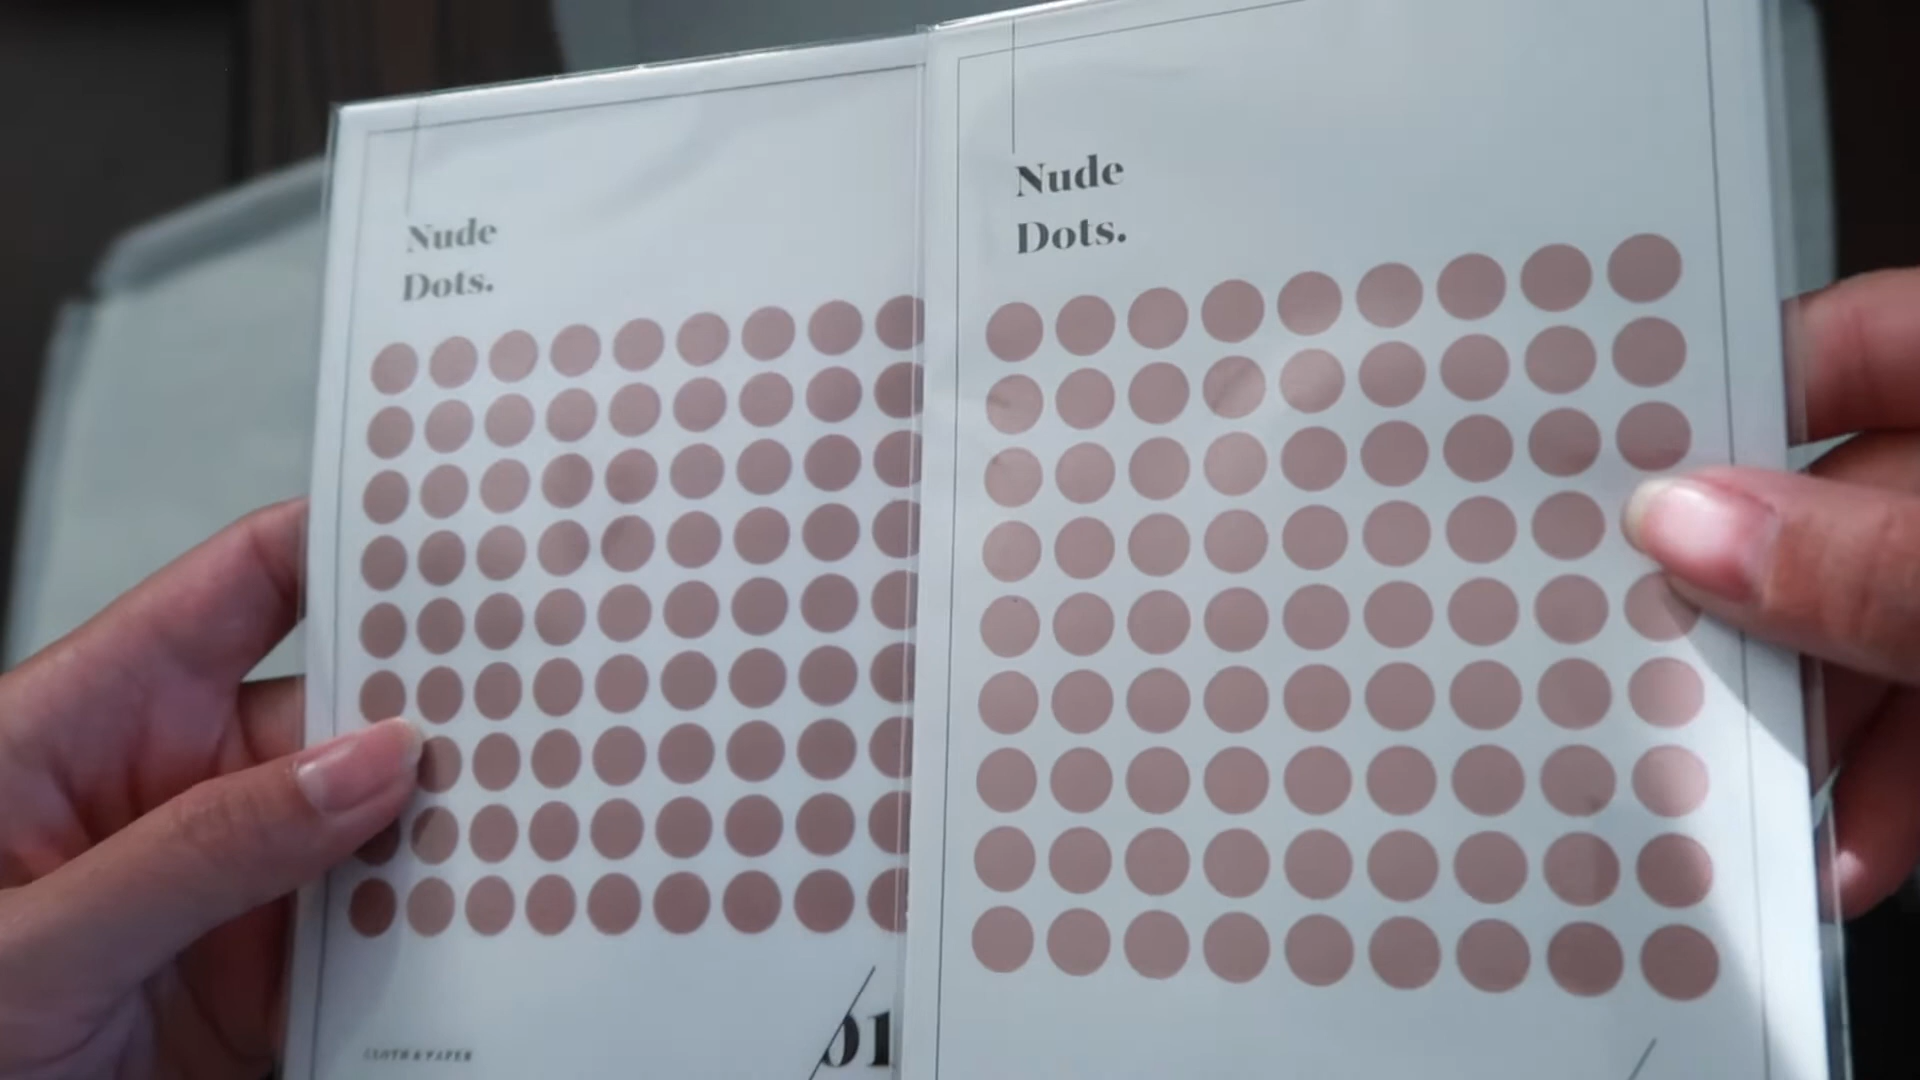 Nude
Dots.
CLOTH & PAPER
01
Nude
Dots.